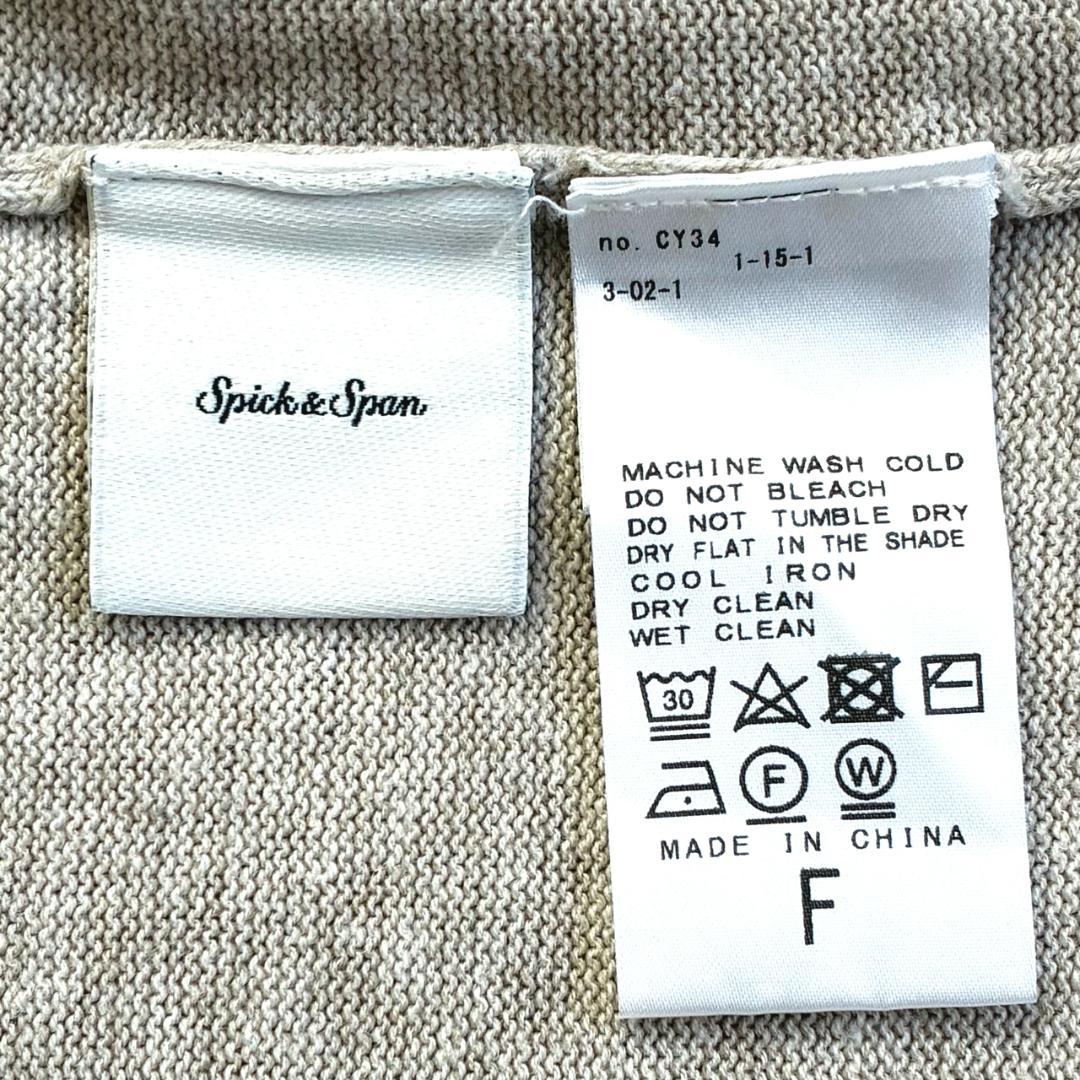 Spick & Span
no. CY34
1-15-1
3-02-1
MACHINE WASH COLD
DO NOT BLEACH
DO NOT TUMBLE DRY
DRY FLAT IN THE SHADE
COOL IRON
DRY CLEAN
WET CLEAN
30
F W
MADE IN CHINA
F